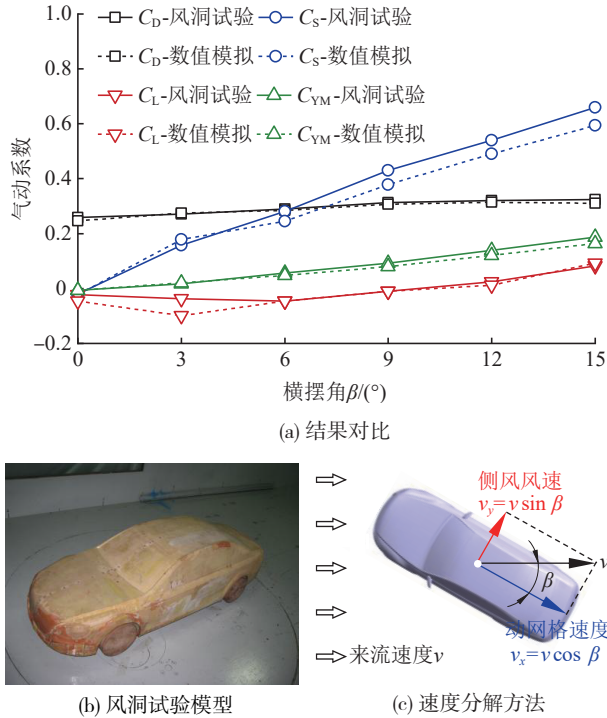 1.0
0.8
0.6
0.4
0.2
0
−0.2
气动系数
C_D-风洞试验 C_S-风洞试验
C_D-数值模拟 C_S-数值模拟
C_L-风洞试验 C_YM-风洞试验
C_L-数值模拟 C_YM-数值模拟
0 3 6 9 12 15
横摆角β/(°)
(a) 结果对比
侧风风速
v_y=v sin β
v
β
动网格速度
v_x=v cos β
来流速度v
(b) 风洞试验模型 (c) 速度分解方法